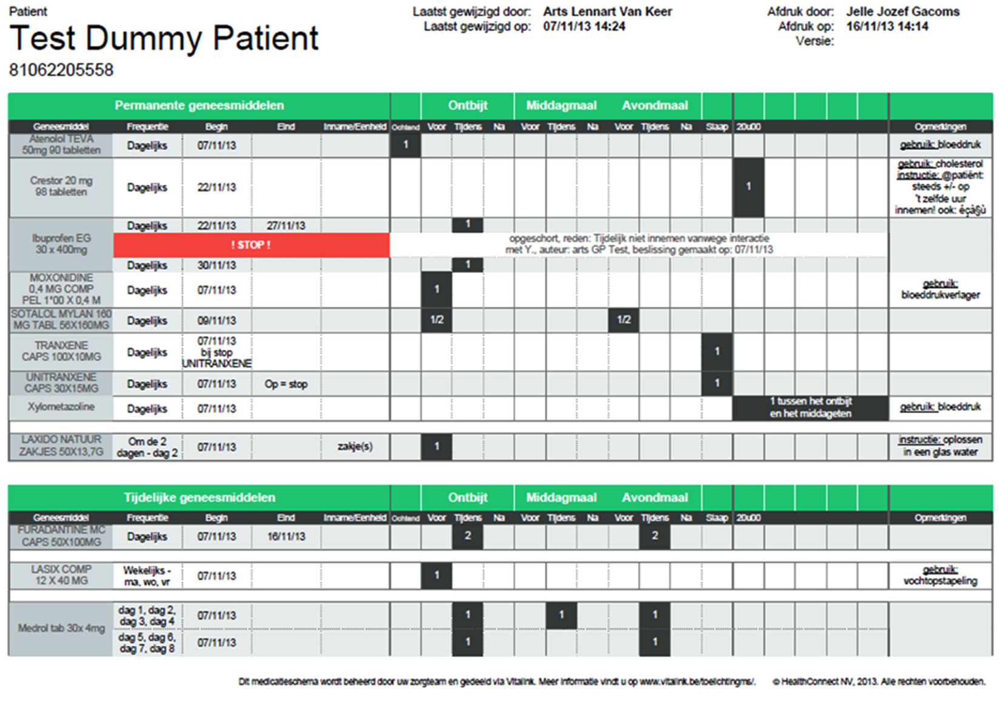 Patient
Test Dummy Patient
81062205558
Laatst gewijzigd door: Arts Lennart Van Keer
Laatst gewijzigd op: 07/11/13 14:24
Afdruk door: Jelle Jozef Gacoms
Afdruk op: 16/11/13 14:14
Versie:
Permanente geneesmiddelen Ontbijt Middagmaal Avondmaal
Geneesmiddel Frequentie Begin Eind Inname/Eenheid Ochtend Voor Tijdens Na Voor Tijdens Na Voor Tijdens Na Slaap 20u00 Opmerkingen
Atenolol TEVA
50mg 90 tabletten Dagelijks 07/11/13 1 gebruik: bloeddruk
Crestor 20 mg
98 tabletten Dagelijks 22/11/13 1
gebruik: cholesterol
instructie: @patiënt:
steeds +/- op
't zelfde uur
innemen! ook: éçà§ù
Ibuprofen EG
30 x 400mg
Dagelijks 22/11/13 27/11/13 1
! STOP !
opgeschort, reden: Tijdelijk niet innemen vanwege interactie
met Y., auteur: arts GP Test, beslissing gemaakt op: 07/11/13
Dagelijks 30/11/13 1
MOXONIDINE
0,4 MG COMP
PEL 1*00 X 0,4 M
Dagelijks 07/11/13 1
gebruik:
bloeddrukverlager
SOTALOL MYLAN 160
MG TABL 56X160MG
Dagelijks 09/11/13 1/2 1/2
TRANXENE
CAPS 100X10MG
Dagelijks
07/11/13
bij stop
UNITRANXENE
1
UNITRANXENE
CAPS 30X15MG
Dagelijks 07/11/13 Op = stop 1
Xylometazoline Dagelijks 07/11/13
1 tussen het ontbijt
en het middageten
gebruik: bloeddruk
LAXIDO NATUUR
ZAKJES 50X13,7G
Om de 2
dagen - dag 2
07/11/13 zakje(s) 1
instructie: oplossen
in een glas water
Tijdelijke geneesmiddelen Ontbijt Middagmaal Avondmaal
Geneesmiddel Frequentie Begin Eind Inname/Eenheid Ochtend Voor Tijdens Na Voor Tijdens Na Voor Tijdens Na Slaap 20u00 Opmerkingen
FURADANTINE MC
CAPS 50X100MG
Dagelijks 07/11/13 16/11/13 2 2
LASIX COMP
12 X 40 MG
Wekelijks -
ma, wo, vr
07/11/13 1
gebruik:
vochtopstapeling
Medrol tab 30x 4mg
dag 1, dag 2,
dag 3, dag 4
07/11/13 1 1 1
dag 5, dag 6,
dag 7, dag 8
07/11/13 1 1
Dit medicatieschema wordt beheerd door uw zorgteam en gedeeld via Vitalink. Meer informatie vindt u op www.vitalink.be/toelichtingms/. © HealthConnect NV, 2013. Alle rechten voorbehouden.